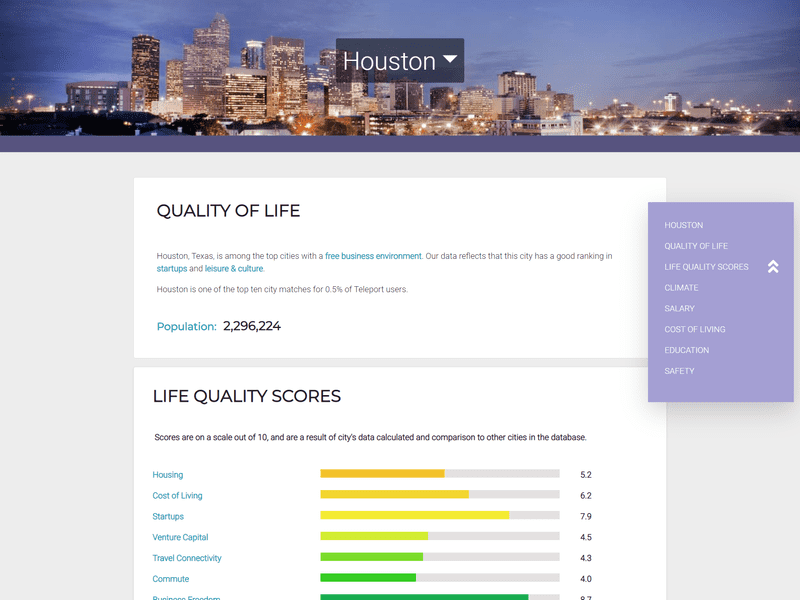 Houston
QUALITY OF LIFE
Houston, Texas, is among the top cities with a free business environment. Our data reflects that this city has a good ranking in
startups and leisure & culture.
Houston is one of the top ten city matches for 0.5% of Teleport users.
Population: 2,296,224
HOUSTON
QUALITY OF LIFE
LIFE QUALITY SCORES
CLIMATE
SALARY
COST OF LIVING
EDUCATION
SAFETY
LIFE QUALITY SCORES
Scores are on a scale out of 10, and are a result of city's data calculated and comparison to other cities in the database.
Housing 5.2
Cost of Living 6.2
Startups 7.9
Venture Capital 4.5
Travel Connectivity 4.3
Commute 4.0
Business Freedom 8.7